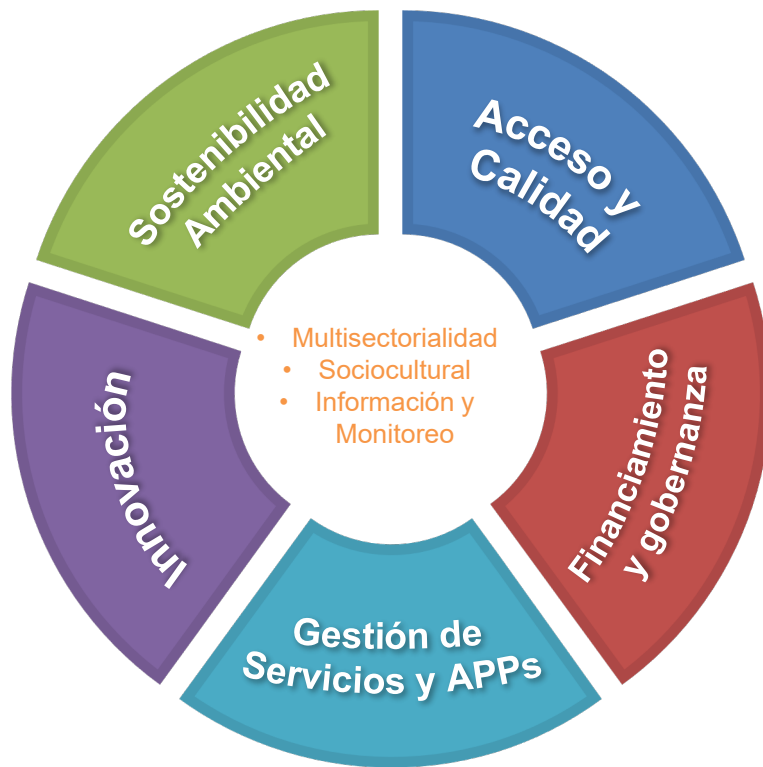 Sostenibilidad
Ambiental
Acceso y
Calidad
• Multisectorialidad
• Sociocultural
• Información y
Monitoreo
Financiamiento
y gobernanza
Innovación
Gestión de
Servicios y APPs